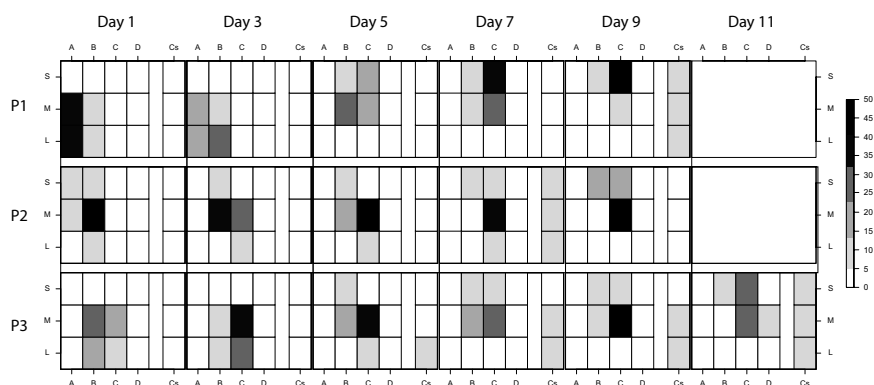 Day 1 Day 3 Day 5 Day 7 Day 9 Day 11
A B C D Cs A B C D Cs A B C D Cs A B C D Cs A B C D Cs A B C D Cs
S S
P1 M M
L L
S S
P2 M M
L L
S S
P3 M M
L L
A B C D Cs A B C D Cs A B C D Cs A B C D Cs A B C D Cs A B C D Cs
50
45
40
35
30
25
20
15
10
5
0